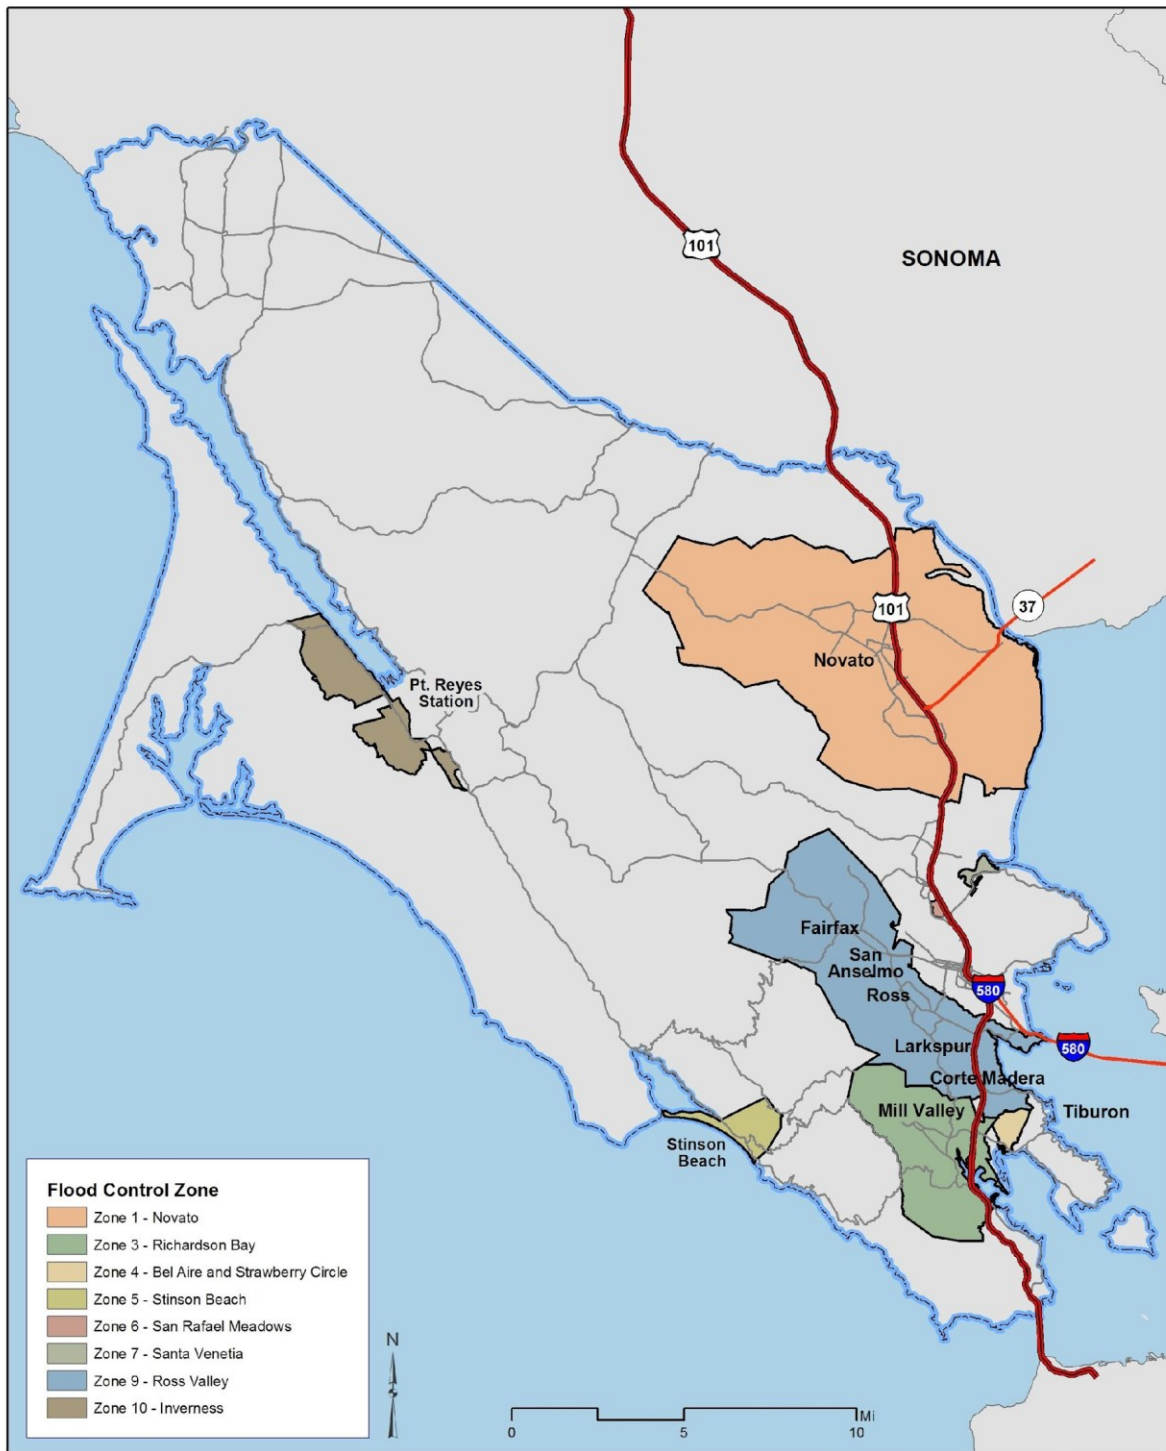 101
SONOMA
37
101
Novato
Pt. Reyes
Station
Fairfax
San
Anselmo
Ross
580
Larkspur
580
Corte Madera
Mill Valley
Tiburon
Stinson
Beach
Flood Control Zone
Zone 1 - Novato
Zone 3 - Richardson Bay
Zone 4 - Bel Aire and Strawberry Circle
Zone 5 - Stinson Beach
Zone 6 - San Rafael Meadows
Zone 7 - Santa Venetia
Zone 9 - Ross Valley
Zone 10 - Inverness
N
Mi
0 5 10